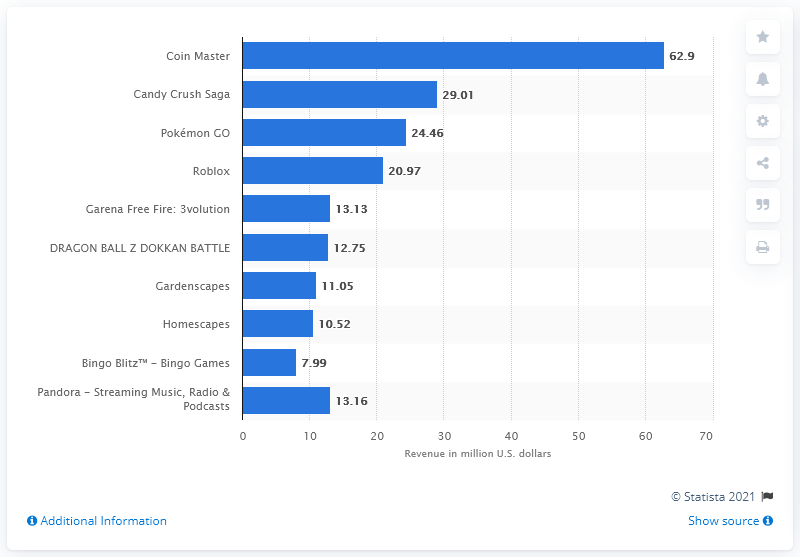 Coin Master 62.9
Candy Crush Saga 29.01
Pokémon GO 24.46
Roblox 20.97
Garena Free Fire: 3volution 13.13
DRAGON BALL Z DOKKAN BATTLE 12.75
Gardenscapes 11.05
Homescapes 10.52
Bingo Blitz™ – Bingo Games 7.99
Pandora – Streaming Music, Radio &
Podcasts 13.16
0 10 20 30 40 50 60 70
Revenue in million U.S. dollars
© Statista 2021
Additional Information Show source